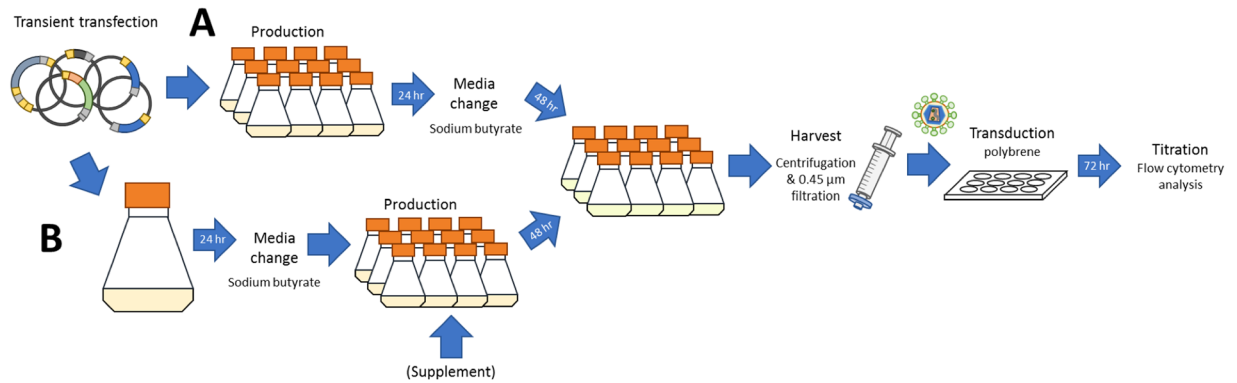 Transient transfection
A
Production
24 hr
Media
change
Sodium butyrate
48 hr
Harvest
Centrifugation
& 0.45 µm
filtration
Transduction
polybrene
72 hr
Titration
Flow cytometry
analysis
B
24 hr
Media
change
Sodium butyrate
Production
48 hr
(Supplement)